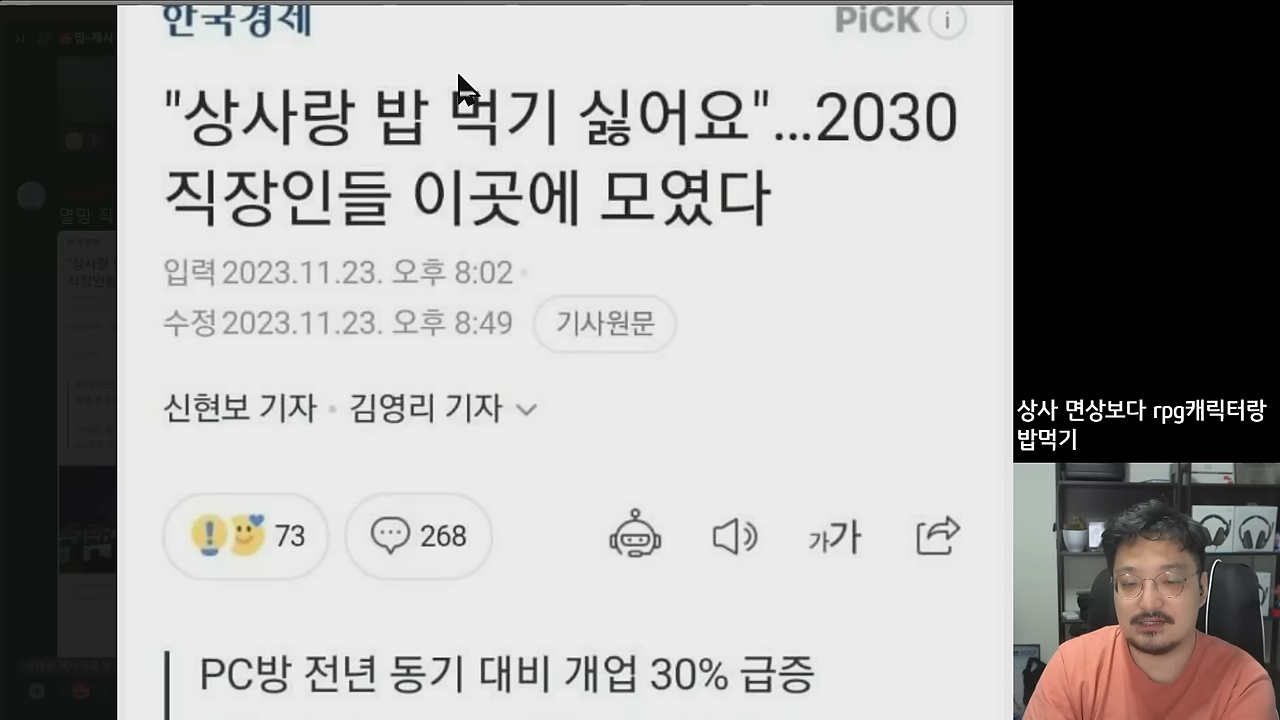 한국경제
PiCK i
"상사랑 밥 먹기 싫어요"...2030
직장인들 이곳에 모였다
입력 2023.11.23. 오후 8:02
수정 2023.11.23. 오후 8:49 기사원문
신현보 기자 · 김영리 기자
73 268 가가
PC방 전년 동기 대비 개업 30% 급증
상사 면상보다 rpg캐릭터랑
밥먹기
7
멸망 직